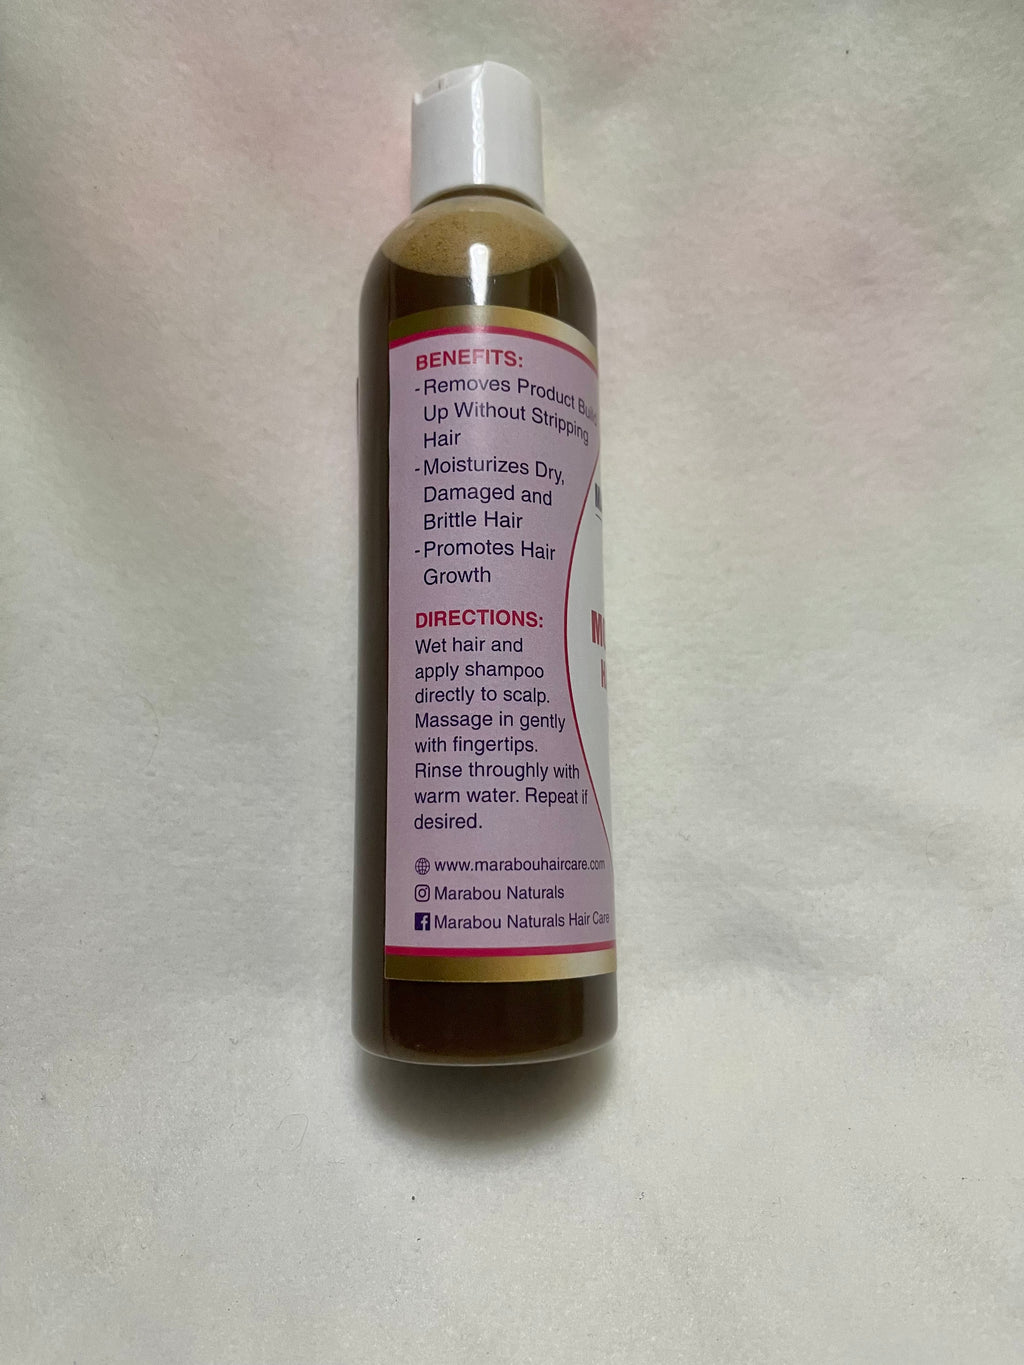 BENEFITS:
- Removes Product Build
Up Without Stripping
Hair
- Moisturizes Dry,
Damaged and
Brittle Hair
- Promotes Hair
Growth
DIRECTIONS:
Wet hair and
apply shampoo
directly to scalp.
Massage in gently
with fingertips.
Rinse throughly with
warm water. Repeat if
desired.
www.marabouhaircare.com
Marabou Naturals
Marabou Naturals Hair Care